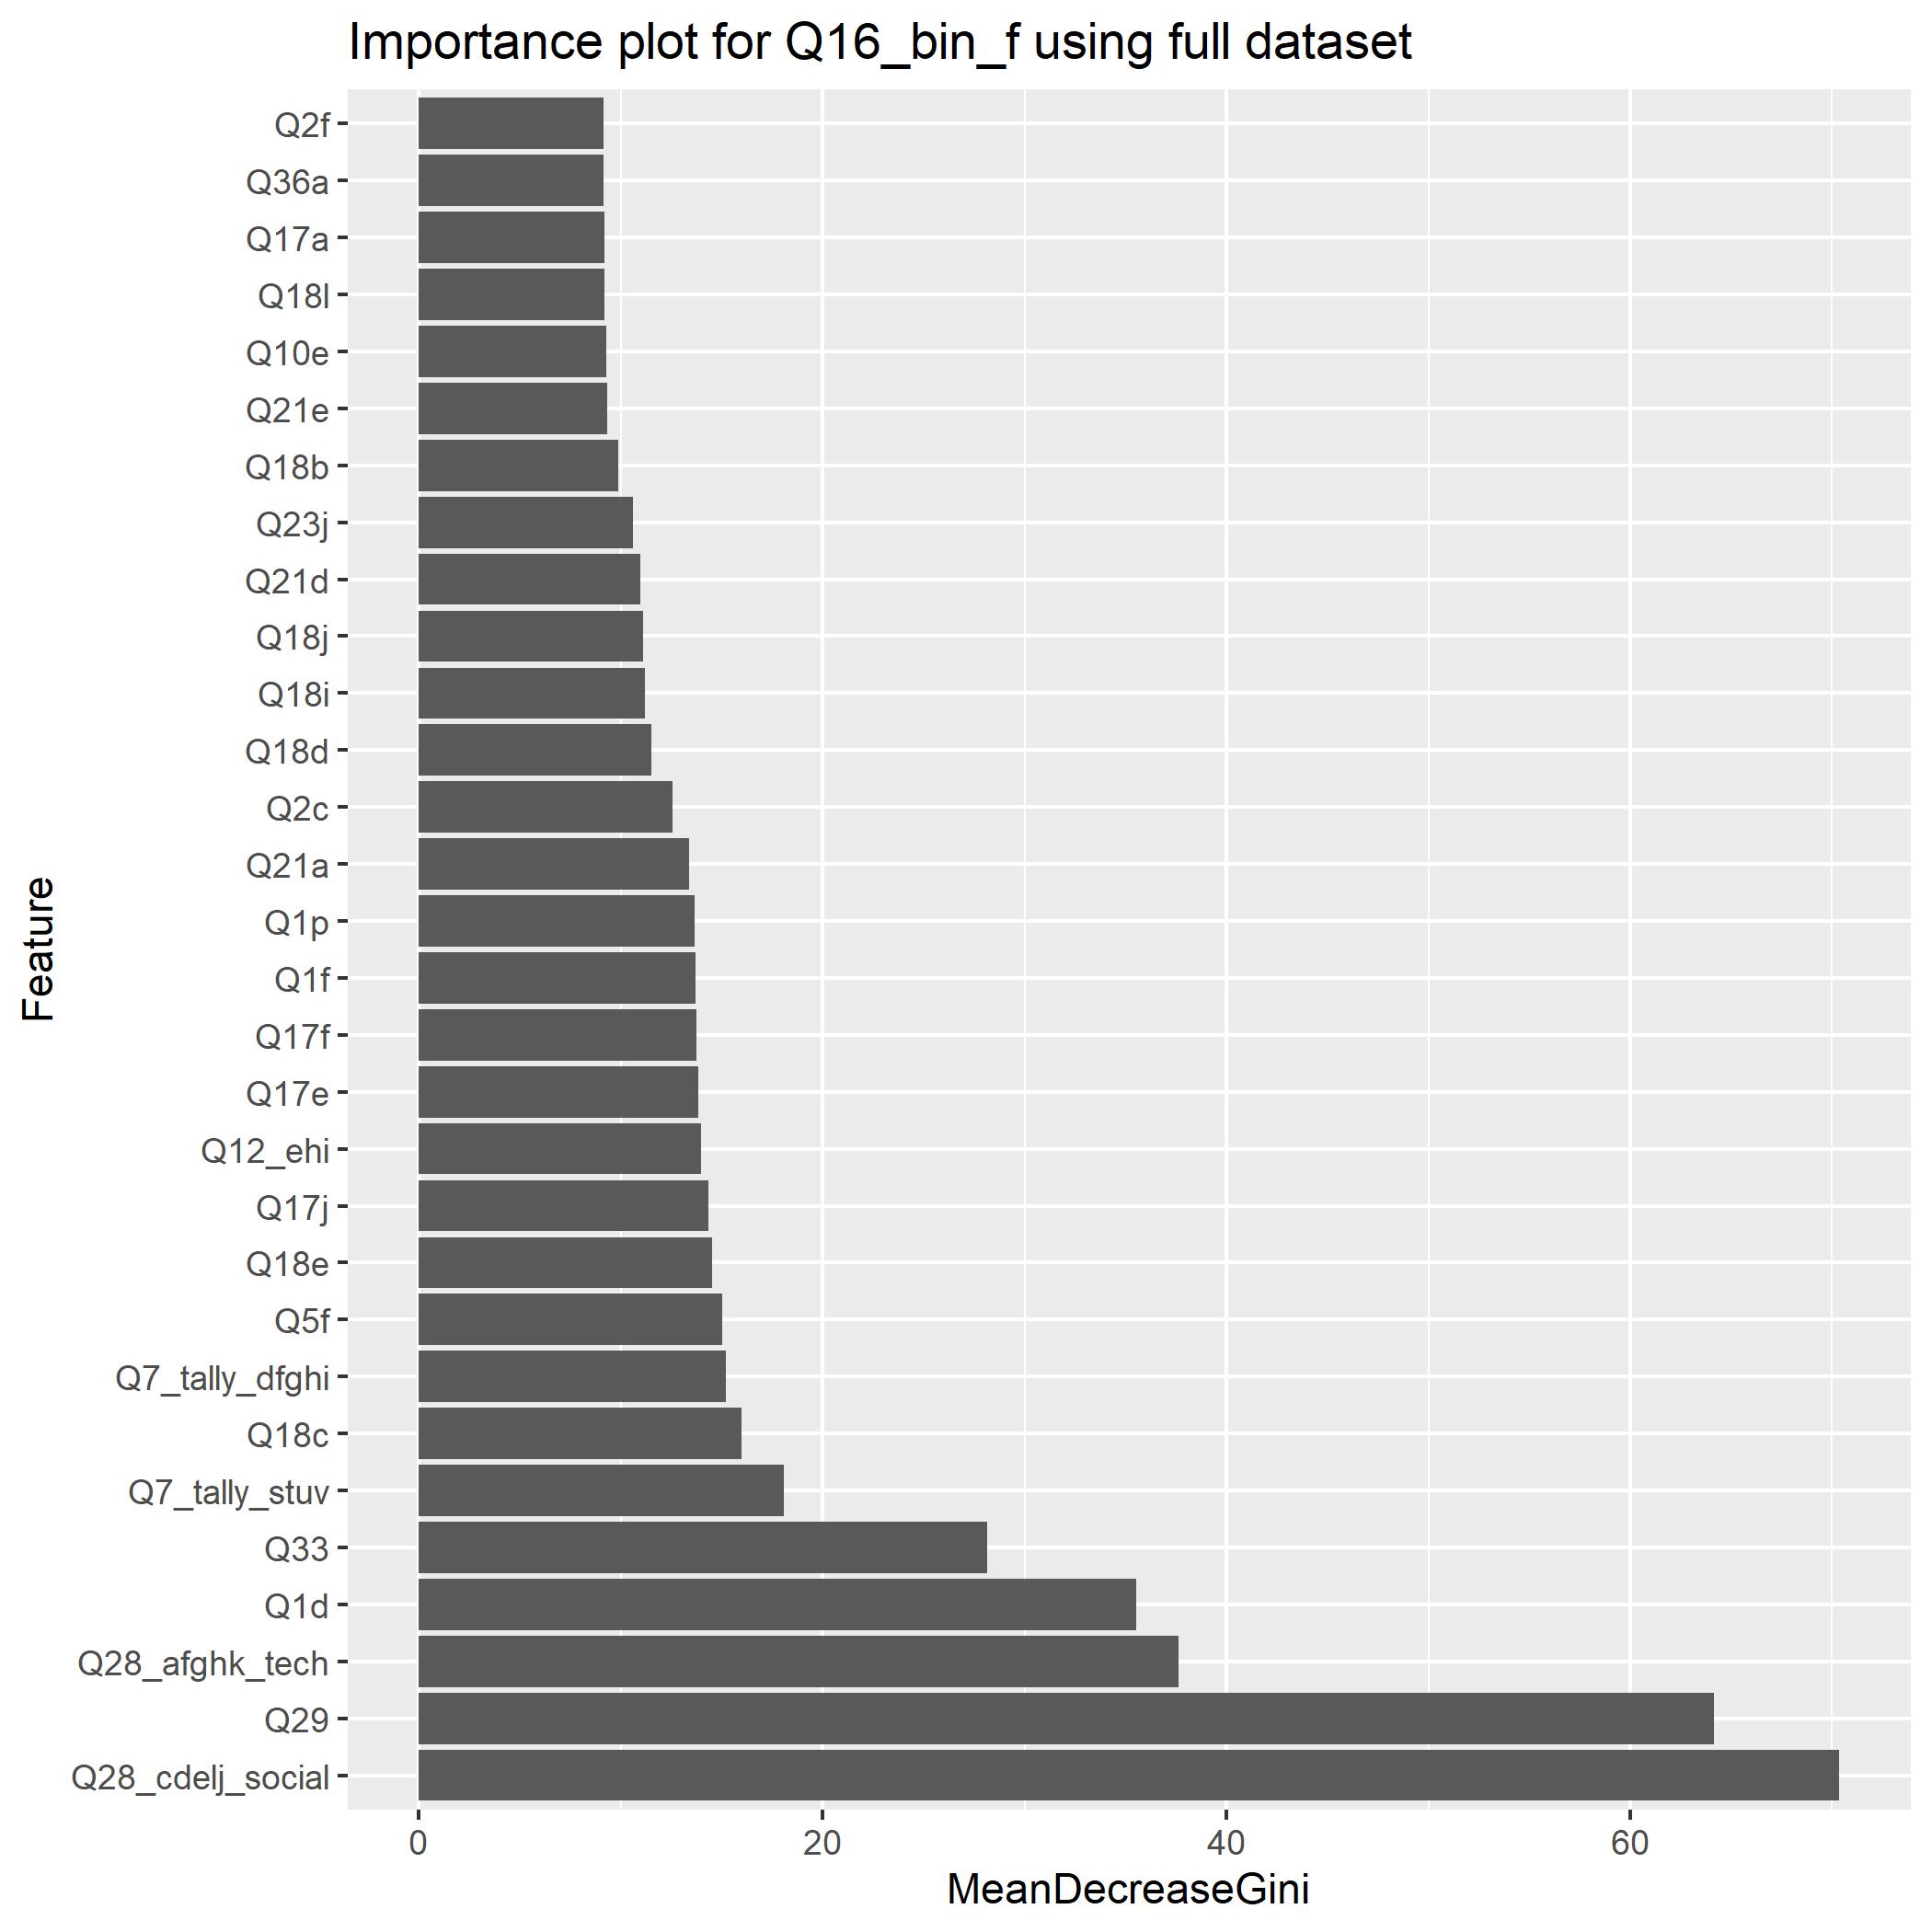 Importance plot for Q16_bin_f using full dataset
Q2f
Q36a
Q17a
Q18l
Q10e
Q21e
Q18b
Q23j
Q21d
Q18j
Q18i
Q18d
Q2c
Q21a
Q1p
Q1f
Q17f
Q17e
Q12_ehi
Q17j
Q18e
Q5f
Q7_tally_dfghi
Q18c
Q7_tally_stuv
Q33
Q1d
Q28_afghk_tech
Q29
Q28_cdelj_social
Feature
0 20 40 60
MeanDecreaseGini